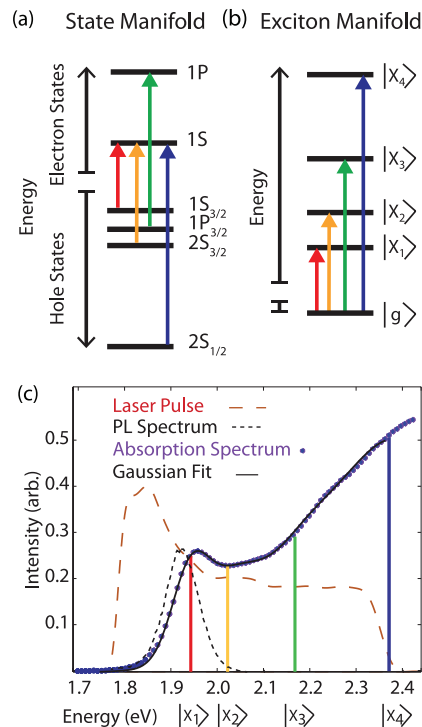 (a) State Manifold
Electron States
Hole States
Energy
1P
1S
1S3/2
1P3/2
2S3/2
2S1/2
(b) Exciton Manifold
Energy
|X4⟩
|X3⟩
|X2⟩
|X1⟩
|g⟩
(c)
Laser Pulse
PL Spectrum
Absorption Spectrum
Gaussian Fit
Intensity (arb.)
0.5
0.4
0.3
0.2
0.1
1.7 1.8 1.9 2.0 2.1 2.2 2.3 2.4
Energy (eV) |X1⟩ |X2⟩ |X3⟩ |X4⟩